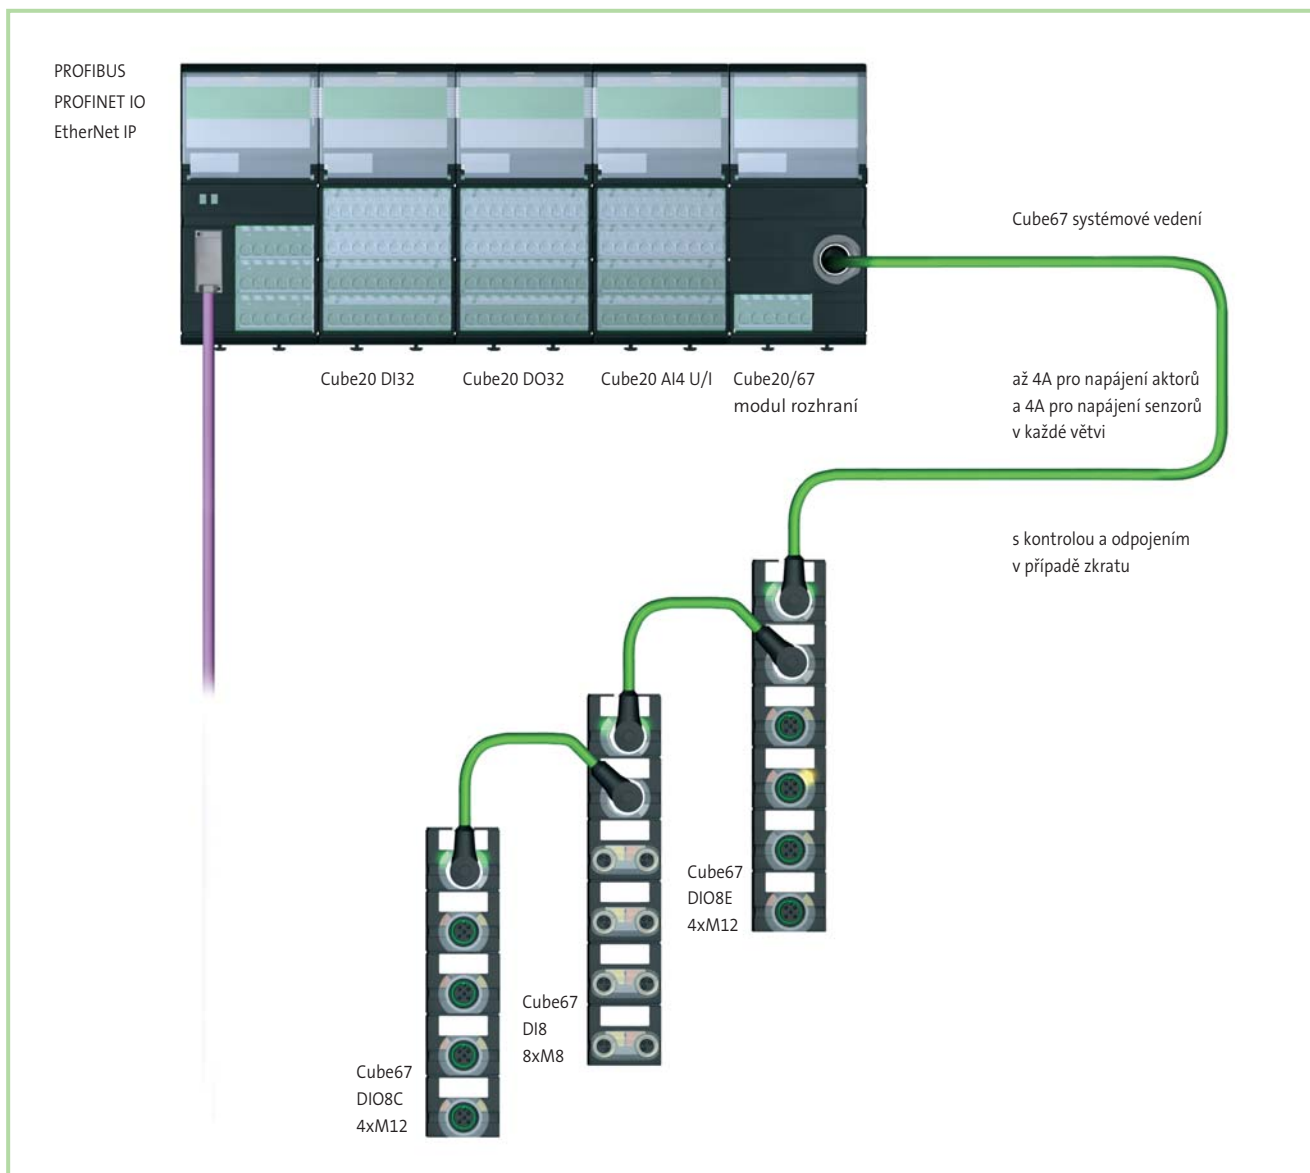 PROFIBUS
PROFINET IO
EtherNet IP
Cube67 systémové vedení
Cube20 DI32
Cube20 DO32
Cube20 AI4 U/I
Cube20/67
modul rozhraní
až 4A pro napájení aktorů
a 4A pro napájení senzorů
v každé větvi
s kontrolou a odpojením
v případě zkratu
Cube67
DIO8E
4xM12
Cube67
DI8
8xM8
Cube67
DIO8C
4xM12